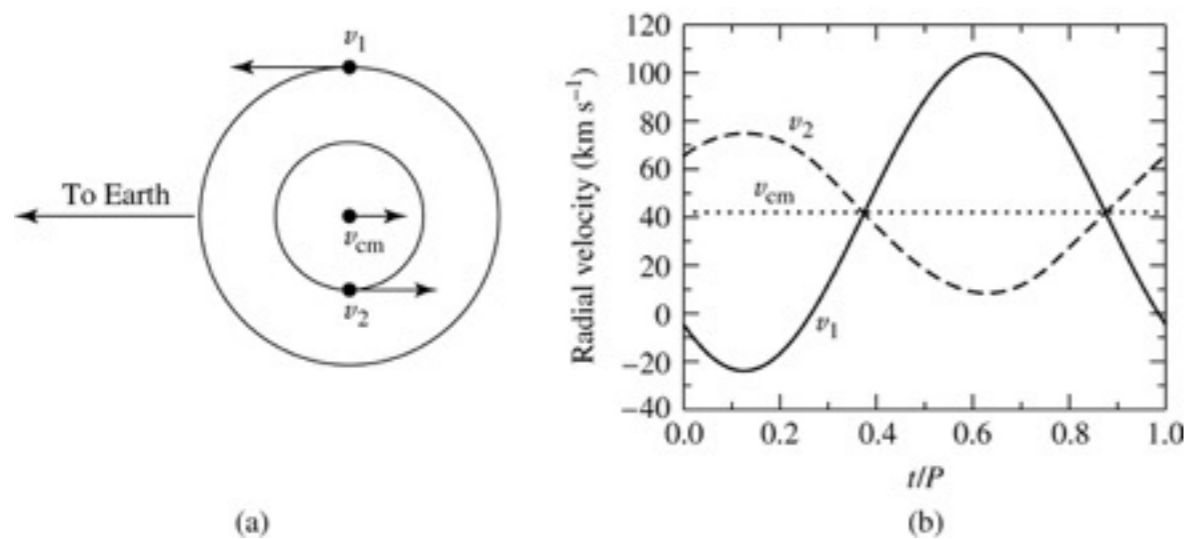 v1
To Earth
vcm
v2
(a)
Radial velocity (km s−1)
120
100
80
60
40
20
0
−20
−40
v2
vcm
v1
0.0 0.2 0.4 0.6 0.8 1.0
t/P
(b)